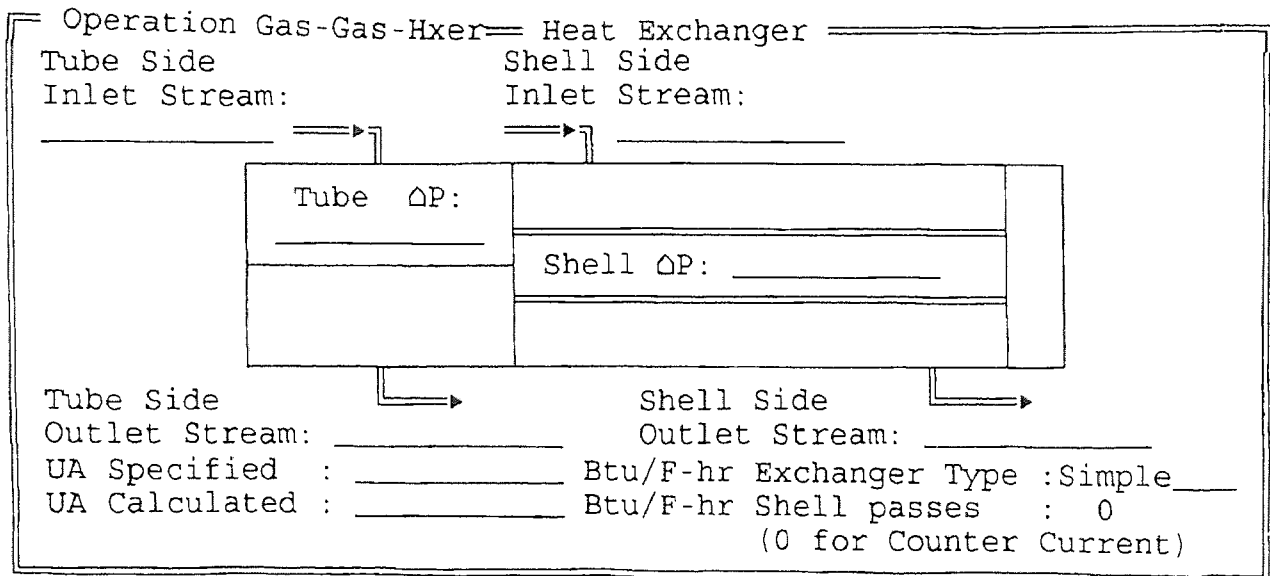 Operation Gas-Gas-Hxer Heat Exchanger
Tube Side Shell Side
Inlet Stream: Inlet Stream:
Tube ΔP:
Shell ΔP:
Tube Side Shell Side
Outlet Stream: Outlet Stream:
UA Specified : Btu/F-hr Exchanger Type :Simple
UA Calculated : Btu/F-hr Shell passes : 0
(0 for Counter Current)